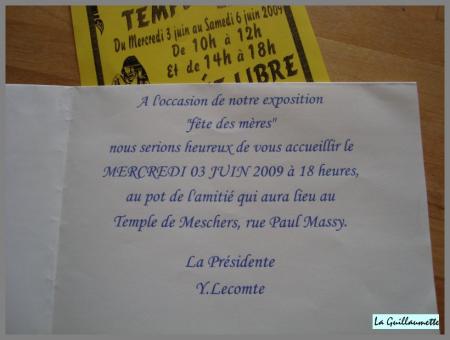 TEMPLE
Du Mercredi 3 juin au Samedi 6 juin 2009
De 10h à 12h
Et de 14h à 18h
LIBRE
A l'occasion de notre exposition
"fête des mères"
nous serions heureux de vous accueillir le
MERCREDI 03 JUIN 2009 à 18 heures,
au pot de l'amitié qui aura lieu au
Temple de Meschers, rue Paul Massy.
La Présidente
Y.Lecomte
La Guillaumette